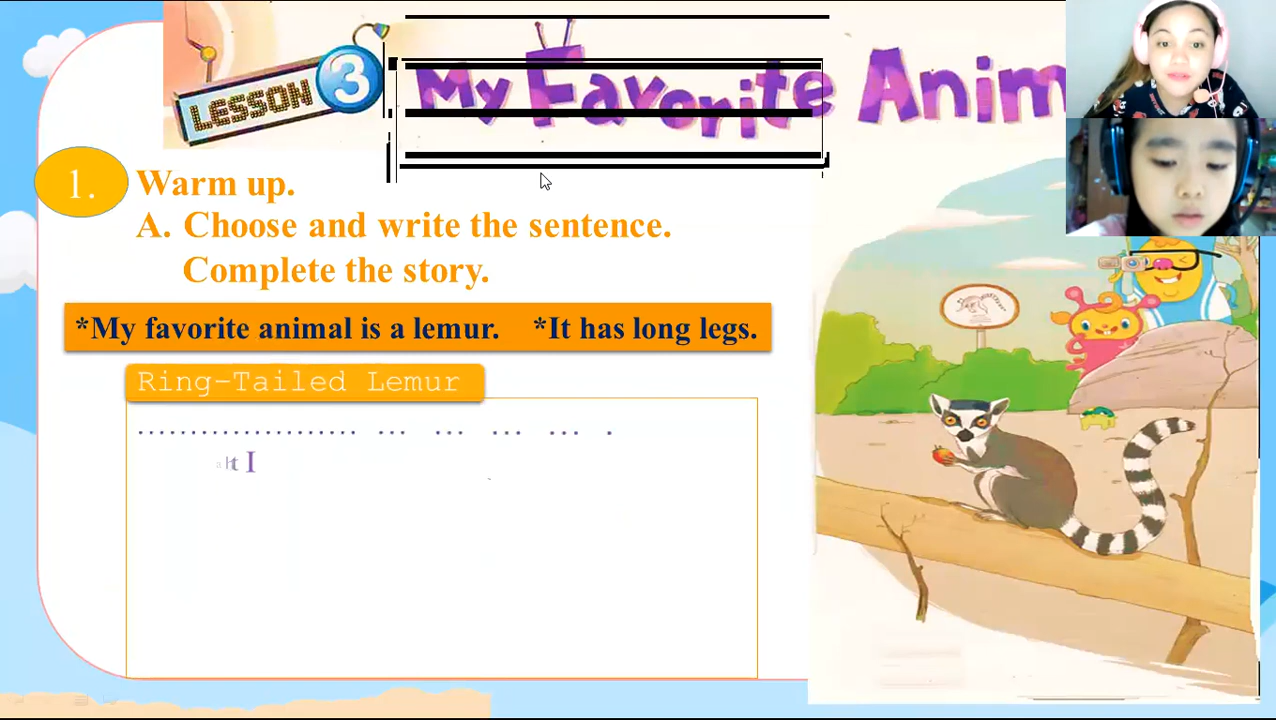 LESSON 3
My Favorite Anim
1. Warm up.
A. Choose and write the sentence.
Complete the story.
*My favorite animal is a lemur. *It has long legs.
Ring-Tailed Lemur
..................... ... ... ... ... .